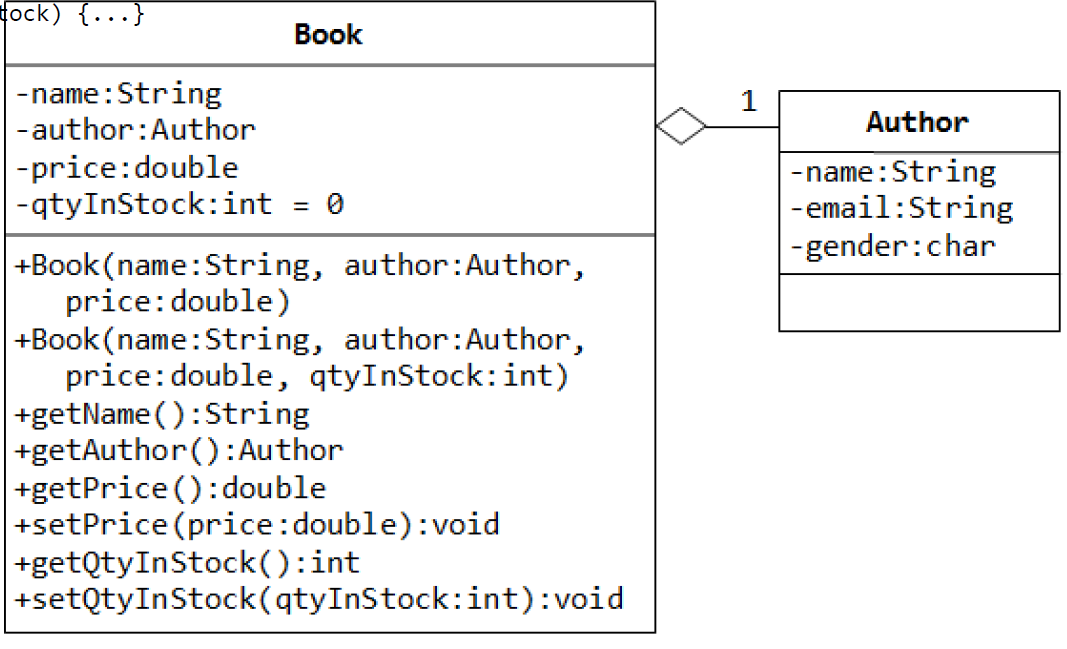 tock) {...}
Book
-name:String
-author:Author
-price:double
-qtyInStock:int = 0
+Book(name:String, author:Author,
price:double)
+Book(name:String, author:Author,
price:double, qtyInStock:int)
+getName():String
+getAuthor():Author
+getPrice():double
+setPrice(price:double):void
+getQtyInStock():int
+setQtyInStock(qtyInStock:int):void
1
Author
-name:String
-email:String
-gender:char